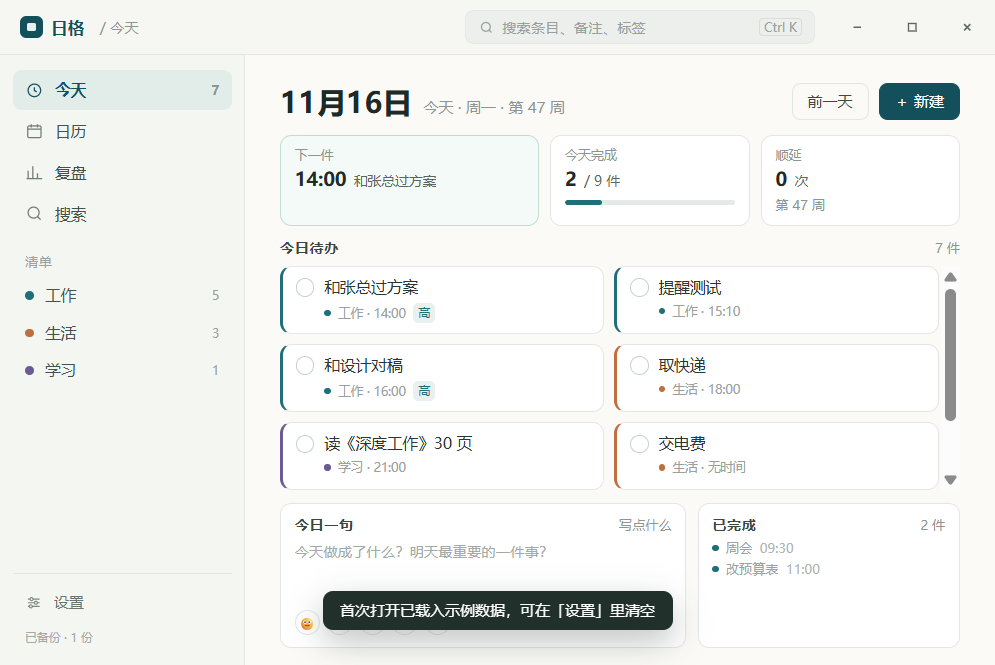 日格 / 今天
搜索条目、备注、标签 Ctrl K
今天 7
日历
复盘
搜索
清单
工作 5
生活 3
学习 1
设置
已备份 · 1 份
11月16日 今天 · 周一 · 第 47 周
前一天
+ 新建
下一件
14:00 和张总过方案
今天完成
2 / 9 件
顺延
0 次
第 47 周
今日待办 7 件
和张总过方案
工作 · 14:00 高
提醒测试
工作 · 15:10
和设计对稿
工作 · 16:00 高
取快递
生活 · 18:00
读《深度工作》30 页
学习 · 21:00
交电费
生活 · 无时间
今日一句 写点什么
今天做成了什么？明天最重要的一件事？
已完成 2 件
周会 09:30
改预算表 11:00
首次打开已载入示例数据，可在「设置」里清空